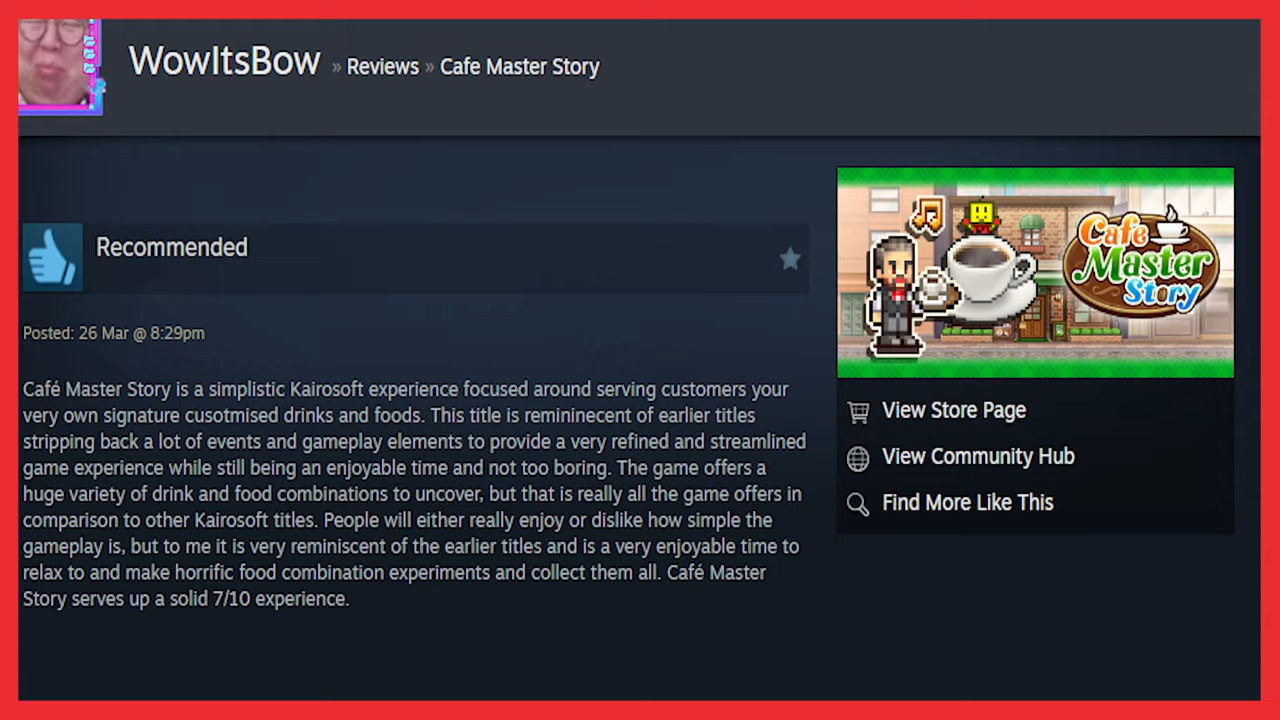 WowItsBow » Reviews » Cafe Master Story
Recommended
Posted: 26 Mar @ 8:29pm
Café Master Story is a simplistic Kairosoft experience focused around serving customers your
very own signature cusotmised drinks and foods. This title is remininecent of earlier titles
stripping back a lot of events and gameplay elements to provide a very refined and streamlined
game experience while still being an enjoyable time and not too boring. The game offers a
huge variety of drink and food combinations to uncover, but that is really all the game offers in
comparison to other Kairosoft titles. People will either really enjoy or dislike how simple the
gameplay is, but to me it is very reminiscent of the earlier titles and is a very enjoyable time to
relax to and make horrific food combination experiments and collect them all. Café Master
Story serves up a solid 7/10 experience.
Cafe
Master
Story
View Store Page
View Community Hub
Find More Like This